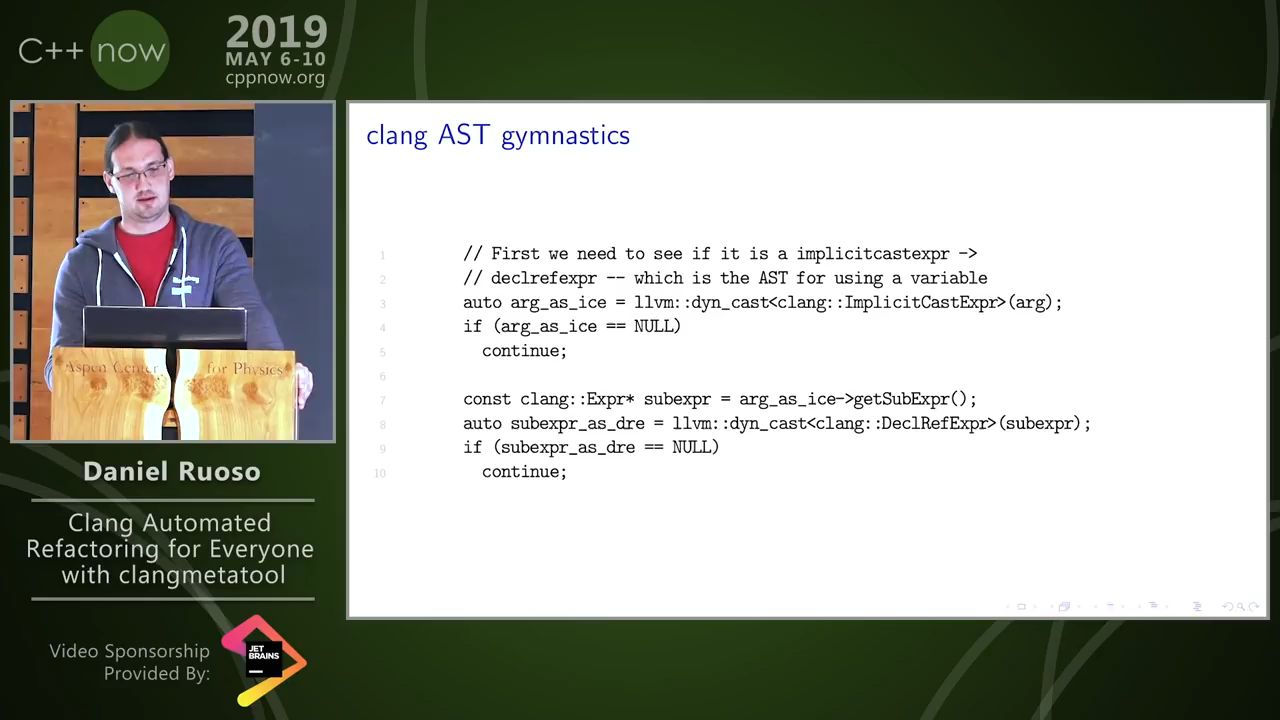 C++ now
2019
MAY 6-10
cppnow.org
clang AST gymnastics
1 // First we need to see if it is a implicitcastexpr ->
2 // declrefexpr -- which is the AST for using a variable
3 auto arg_as_ice = llvm::dyn_cast<clang::ImplicitCastExpr>(arg);
4 if (arg_as_ice == NULL)
5 continue;
6
7 const clang::Expr* subexpr = arg_as_ice->getSubExpr();
8 auto subexpr_as_dre = llvm::dyn_cast<clang::DeclRefExpr>(subexpr);
9 if (subexpr_as_dre == NULL)
10 continue;
Aspen Center for Physics
Daniel Ruoso
Clang Automated
Refactoring for Everyone
with clangmetatool
Video Sponsorship
Provided By:
JET
BRAINS